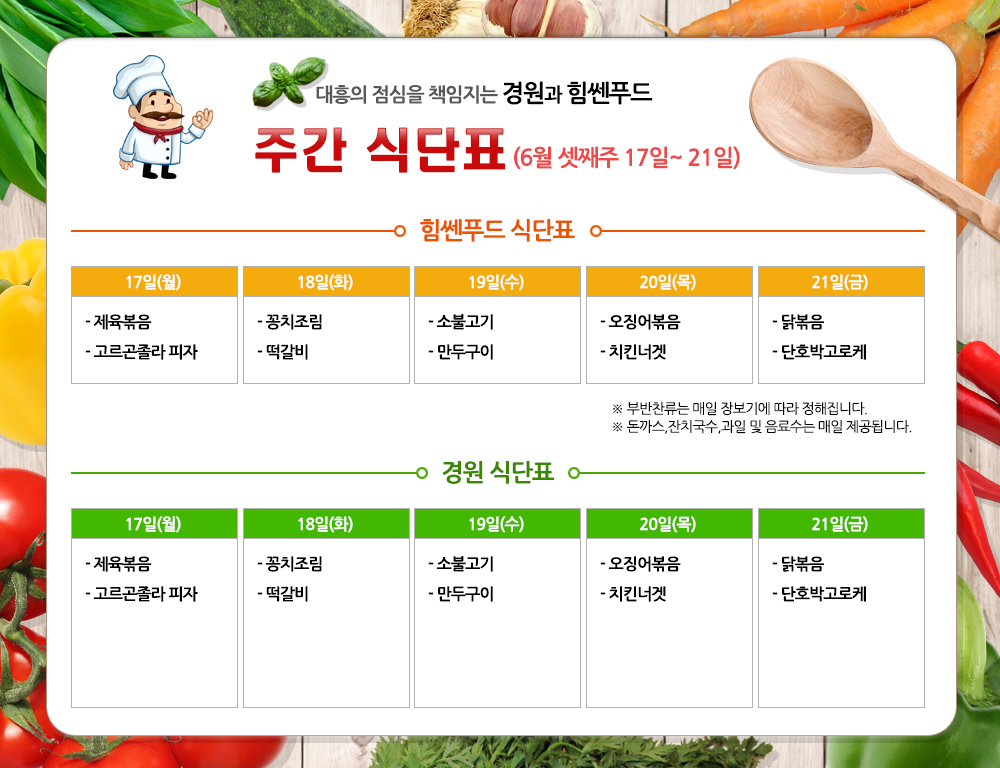 대흥의 점심을 책임지는 경원과 힘쎈푸드
주간 식단표 (6월 셋째주 17일~ 21일)
힘쎈푸드 식단표
17일(월) 18일(화) 19일(수) 20일(목) 21일(금)
- 제육볶음 - 꽁치조림 - 소불고기 - 오징어볶음 - 닭볶음
- 고르곤졸라 피자 - 떡갈비 - 만두구이 - 치킨너겟 - 단호박고로케
※ 부반찬류는 매일 장보기에 따라 정해집니다.
※ 돈까스,잔치국수,과일 및 음료수는 매일 제공됩니다.
경원 식단표
17일(월) 18일(화) 19일(수) 20일(목) 21일(금)
- 제육볶음 - 꽁치조림 - 소불고기 - 오징어볶음 - 닭볶음
- 고르곤졸라 피자 - 떡갈비 - 만두구이 - 치킨너겟 - 단호박고로케